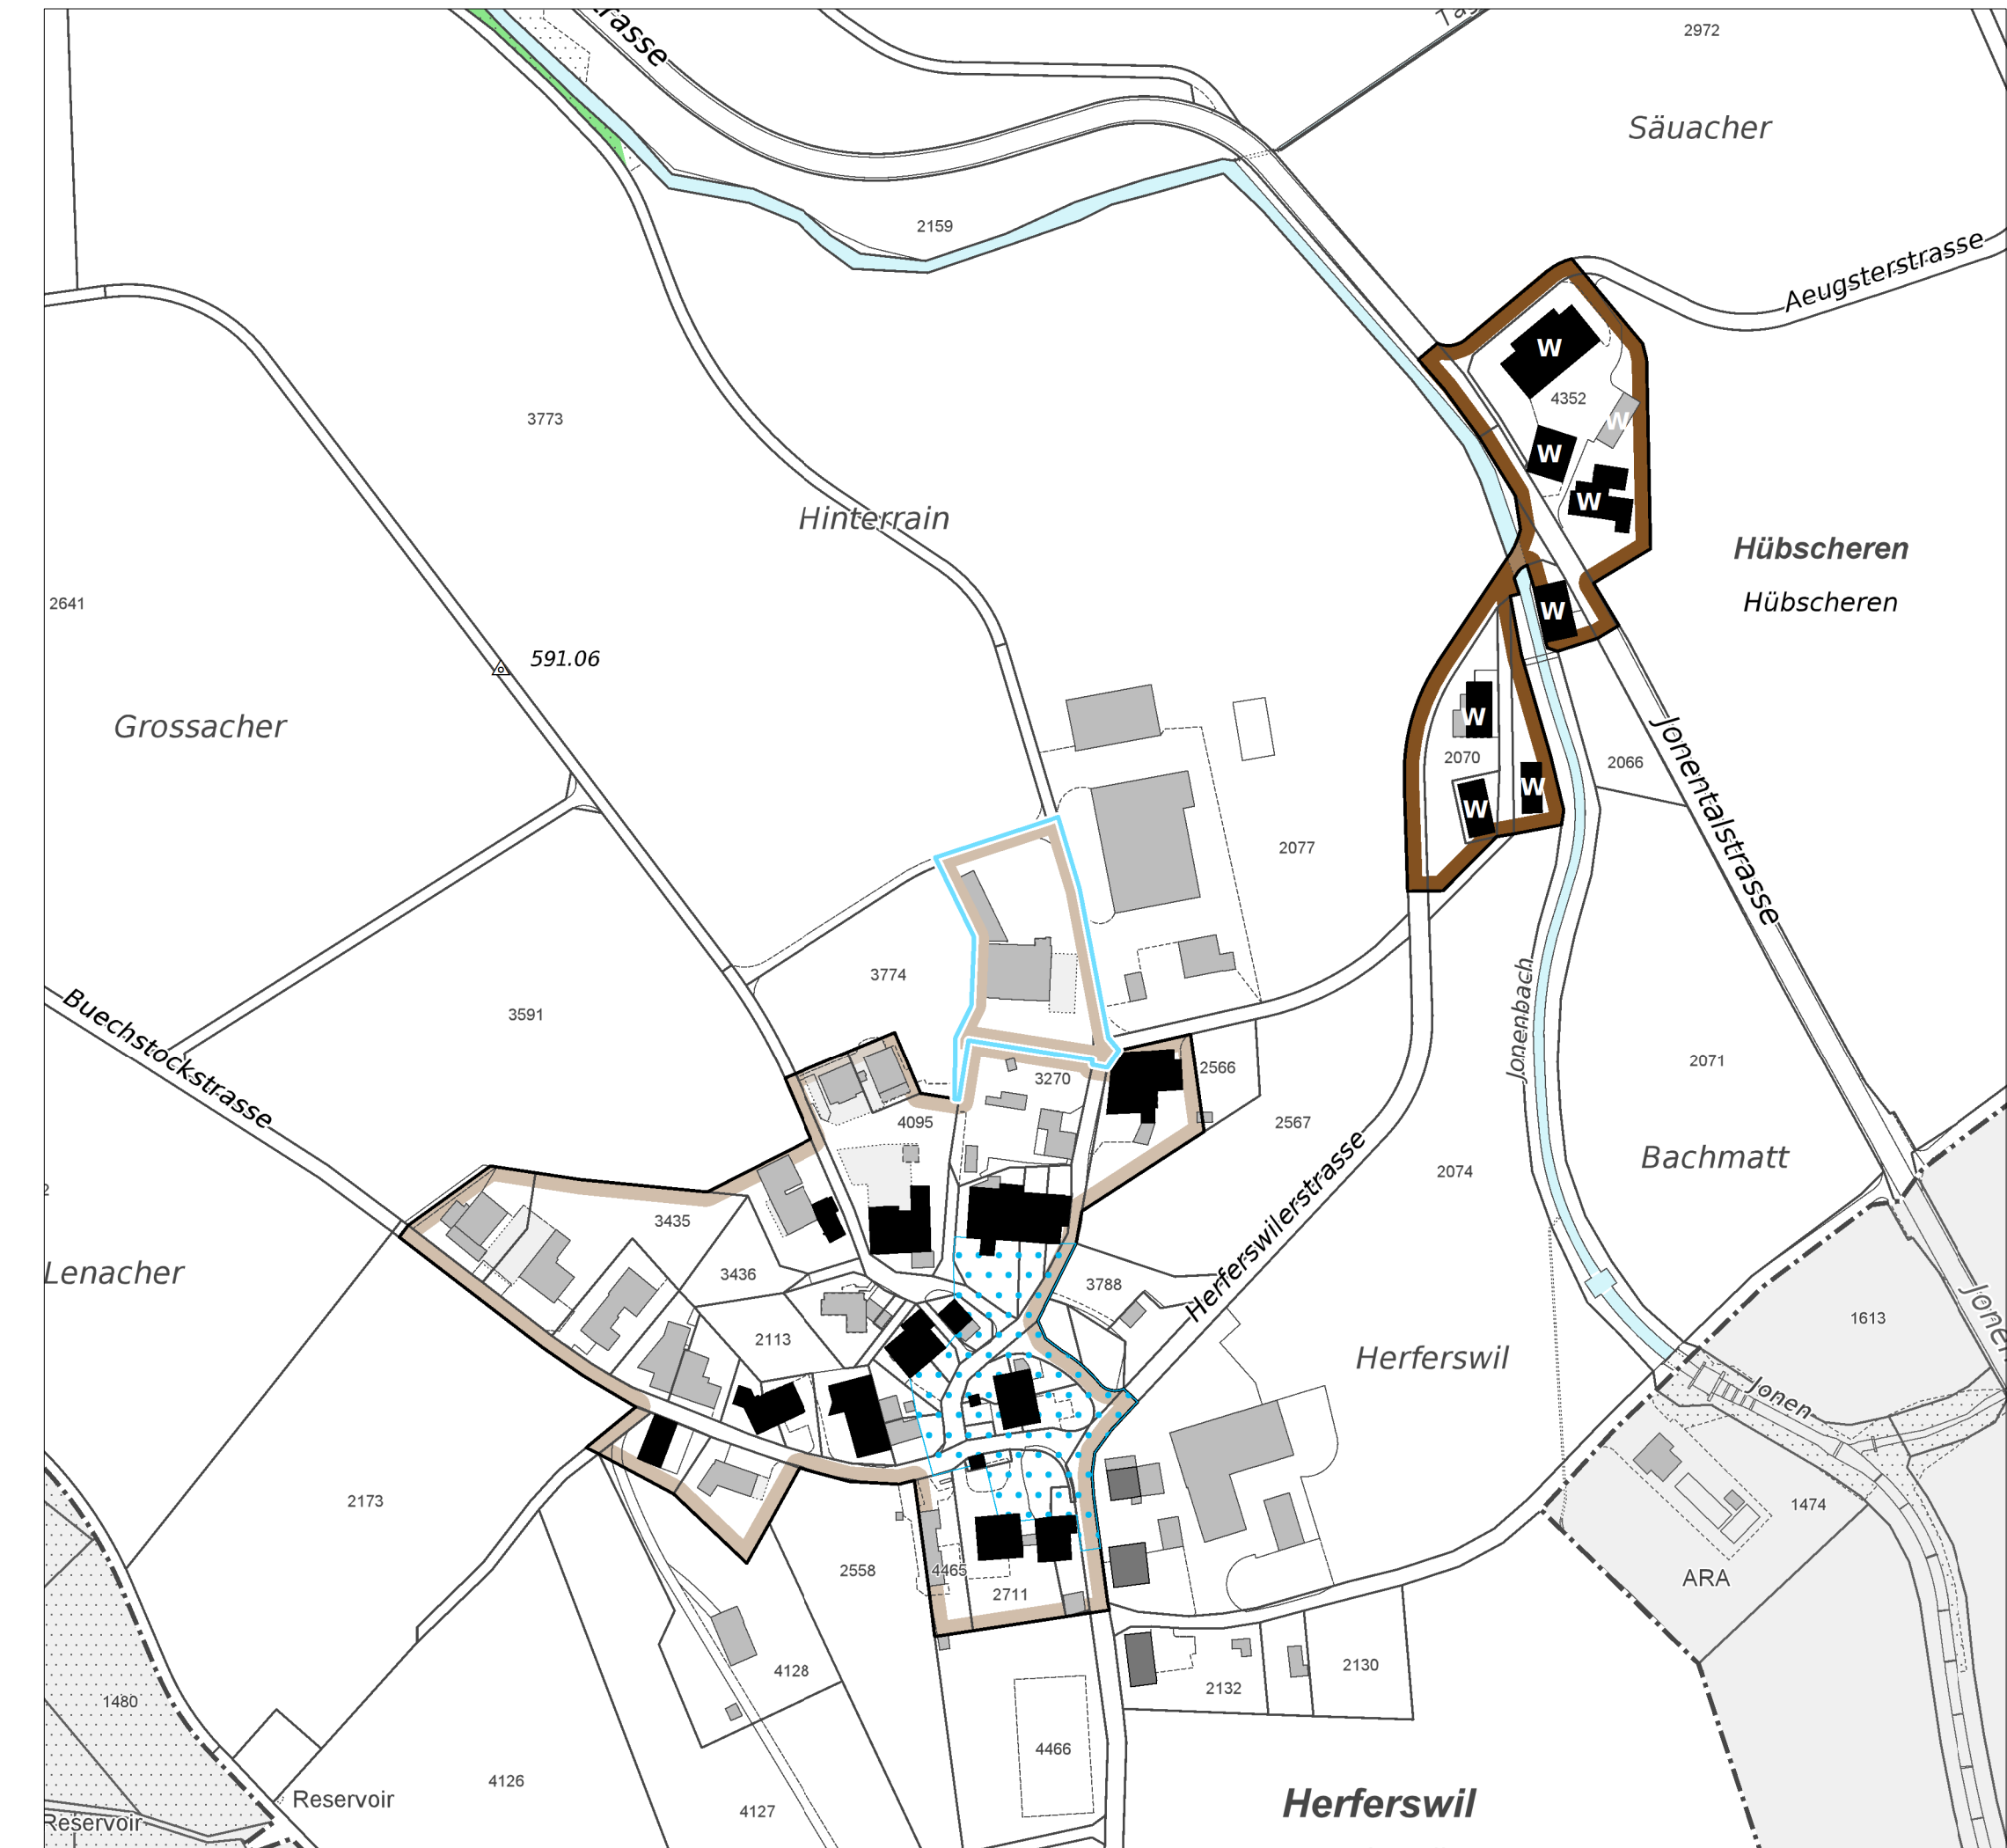 2972
Säuacher
2159
Aeugsterstrasse
W
4352
W
3773
W
W
Hinterrain
Hübscheren
Hübscheren
2641
W
591.06
Grossacher
W
2070
2066
W
W
Jonentalstrasse
2077
3774
Buechstockstrasse
3591
Jonenbach
2071
2566
3270
4095
2567
Herferswilerstrasse
2074
Bachmatt
3435
Lenacher
3436
3788
1613
2113
Herferswil
Jonen
2173
1474
2558
4465
2711
ARA
4128
2130
2132
1480
4466
4126
Reservoir
4127
Reservoir
Herferswil